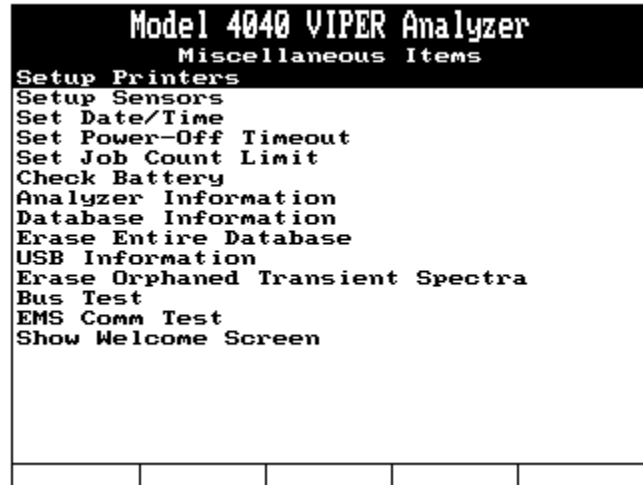 Model 4040 VIPER Analyzer
Miscellaneous Items
Setup Printers
Setup Sensors
Set Date/Time
Set Power-Off Timeout
Set Job Count Limit
Check Battery
Analyzer Information
Database Information
Erase Entire Database
USB Information
Erase Orphaned Transient Spectra
Bus Test
EMS Comm Test
Show Welcome Screen